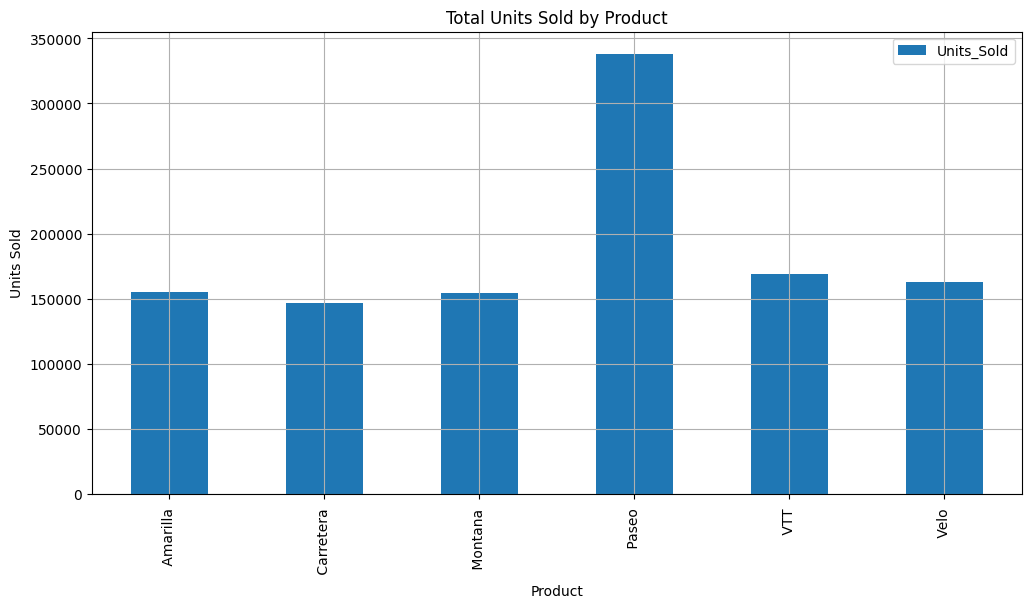 Total Units Sold by Product
Units_Sold
Units Sold
350000
300000
250000
200000
150000
100000
50000
0
Amarilla
Carretera
Montana
Paseo
VTT
Velo
Product